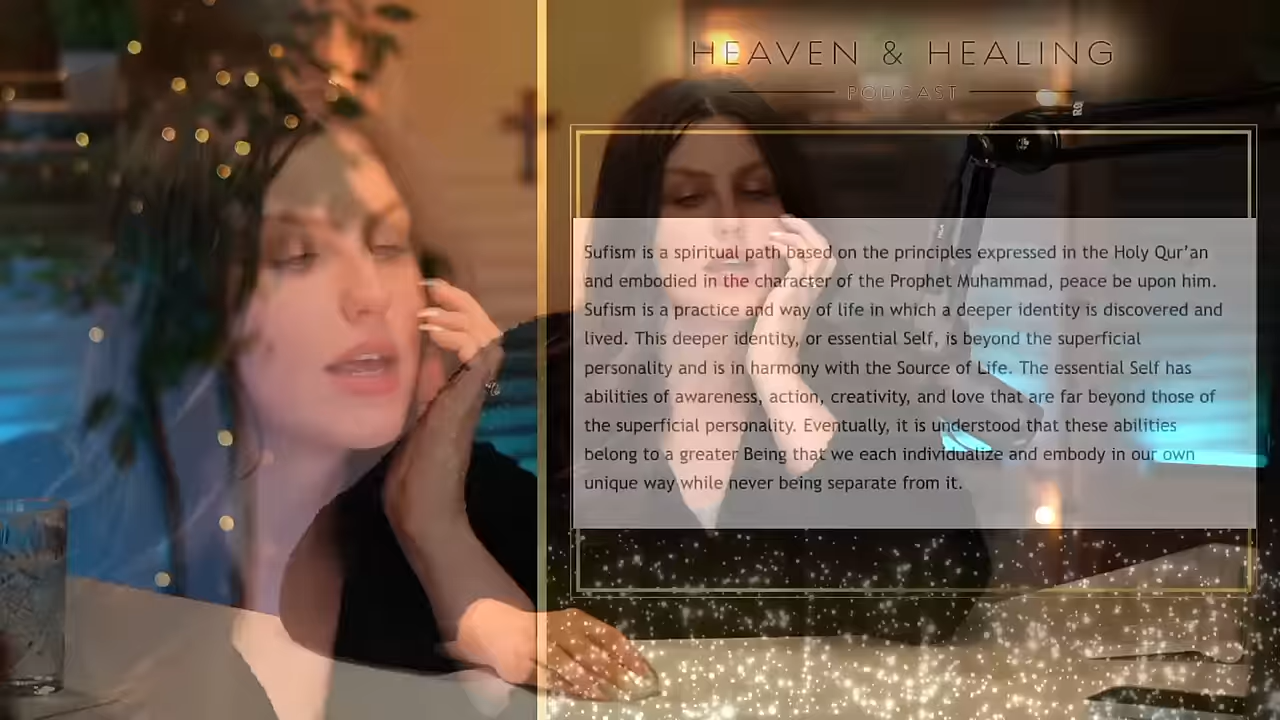 HEAVEN & HEALING
PODCAST
Sufism is a spiritual path based on the principles expressed in the Holy Qur’an
and embodied in the character of the Prophet Muhammad, peace be upon him.
Sufism is a practice and way of life in which a deeper identity is discovered and
lived. This deeper identity, or essential Self, is beyond the superficial
personality and is in harmony with the Source of Life. The essential Self has
abilities of awareness, action, creativity, and love that are far beyond those of
the superficial personality. Eventually, it is understood that these abilities
belong to a greater Being that we each individualize and embody in our own
unique way while never being separate from it.